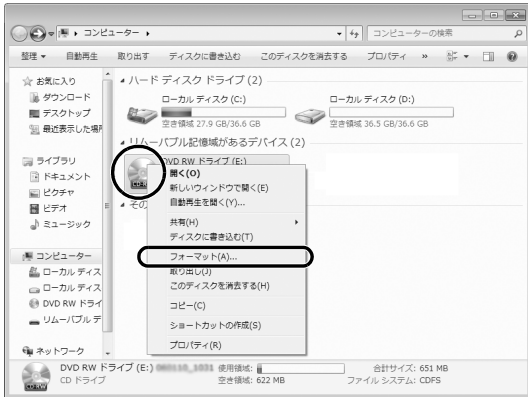 コンピューター
コンピューターの検索
整理 自動再生 取り出す ディスクに書き込む このディスクを消去する プロパティ »
お気に入り
ダウンロード
デスクトップ
最近表示した場所
ライブラリ
ドキュメント
ピクチャ
ビデオ
ミュージック
コンピューター
ローカル ディス
ローカル ディス
DVD RW ドライ
リムーバブル デ
ネットワーク
ハード ディスク ドライブ (2)
ローカル ディスク (C:)
空き領域 27.9 GB/36.6 GB
ローカル ディスク (D:)
空き領域 36.5 GB/36.6 GB
リムーバブル記憶域があるデバイス (2)
DVD RW ドライブ (E:)
CD-R
その
開く(O)
新しいウィンドウで開く(E)
自動再生を開く(Y)...
共有(H)
ディスクに書き込む(T)
フォーマット(A)...
取り出し(J)
このディスクを消去する(H)
コピー(C)
ショートカットの作成(S)
プロパティ(R)
DVD RW ドライブ (E:) 使用領域: 合計サイズ: 651 MB
CD ドライブ 空き領域: 622 MB ファイル システム: CDFS
CD-RW